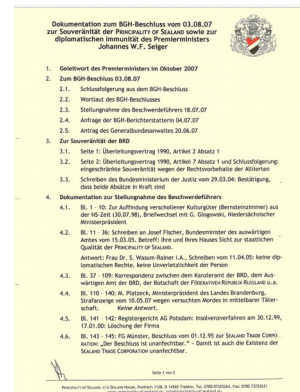 Dokumentation zum BGH-Beschluss vom 03.08.07
zur Souveränität der PRINCIPALITY OF SEALAND sowie zur
diplomatischen Immunität des Premierministers
Johannes W.F. Seiger
1. Geleitwort des Premierministers im Oktober 2007
2. Zum BGH-Beschluss 03.08.07
2.1. Schlussfolgerung aus dem BGH-Beschluss
2.2. Wortlaut des BGH-Beschlusses
2.3. Stellungnahme des Beschwerdeführers 18.07.07
2.4. Anfrage der BGH-Berichterstatterin 04.07.07
2.5. Antrag des Generalbundesanwaltes 20.06.07
3. Zur Souveränität der BRD
3.1. Seite 1: Überleitungsvertrag 1990, Artikel 2 Absatz 1
3.2. Seite 2: Überleitungsvertrag 1990, Artikel 7 Absatz 1 und Schlussfolgerung:
eingeschränkte Souveränität wegen der Rechtsvorbehalte der Alliierten
3.3. Schreiben des Bundesministerium der Justiz vom 29.03.04: Bestätigung,
dass beide Absätze in Kraft sind
4. Dokumentation zur Stellungnahme des Beschwerdeführers
4.1. Bl. 1 - 10: Zur Auffindung verschollener Kulturgüter (Bernsteinzimmer) aus
der NS-Zeit (30.07.98), Briefwechsel mit G. Glogowski, Niedersächsischer
Ministerpräsident
4.2. Bl. 11 - 36: Schreiben an Josef Fischer, Bundesminister des auswärtigen
Amtes vom 15.03.05. Betreff: Ihre und Ihres Hauses Sicht zur staatlichen
Qualität der PRINCIPALITY OF SEALAND.
Antwort: Frau Dr. S. Wasum-Rainer i.A., Schreiben vom 11.04.05: keine dip-
lomatischen Rechte, keine Unverletzlichkeit der Person
4.3. Bl. 37 - 109: Korrespondenz zwischen dem Kanzleramt der BRD, dem Aus-
wärtigen Amt der BRD, der Botschaft der FÖDERATIVEN REPUBLIK RUSSLAND u.a.
4.4. Bl. 110 - 140: M. Platzeck, Ministerpräsident des Landes Brandenburg,
Strafanzeige vom 10.05.07 wegen versuchten Mordes in mittelbarer Täter-
schaft. Keine Antwort.
4.5. Bl. 141 - 142: Registergericht AG Potsdam: Insolvenzverfahren am 30.12.99,
17.01.00: Löschung der Firma
4.6. Bl. 143 - 145: FG Münster, Beschluss vom 01.12.99 zur SEALAND TRADE CORPO-
RATION: „Der Beschluss ist unanfechtbar.“ - Damit ist auch die Existenz der
SEALAND TRADE CORPORATION unanfechtbar.
Seite 1 von 2